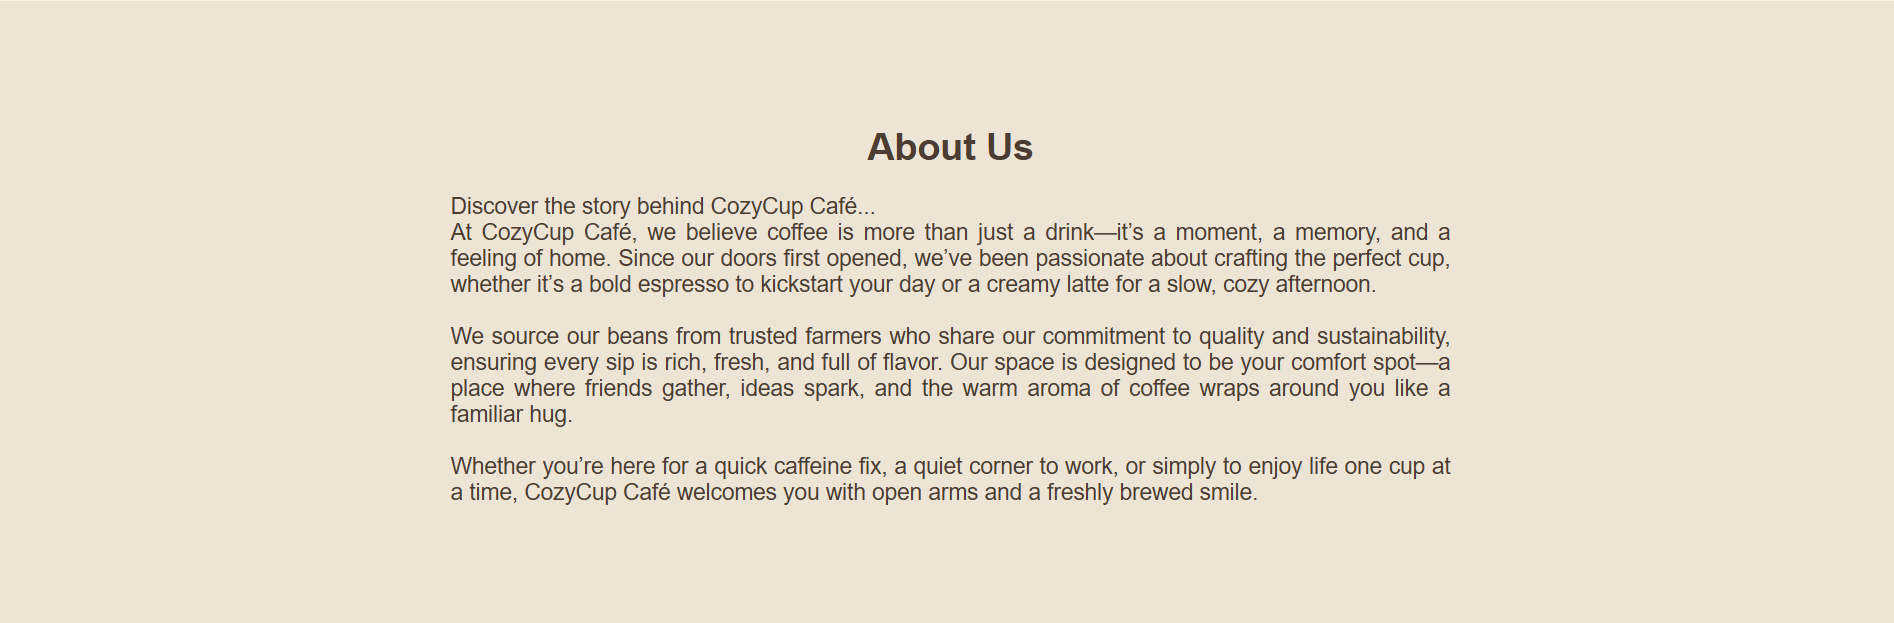 About Us
Discover the story behind CozyCup Café...
At CozyCup Café, we believe coffee is more than just a drink—it’s a moment, a memory, and a
feeling of home. Since our doors first opened, we’ve been passionate about crafting the perfect cup,
whether it’s a bold espresso to kickstart your day or a creamy latte for a slow, cozy afternoon.
We source our beans from trusted farmers who share our commitment to quality and sustainability,
ensuring every sip is rich, fresh, and full of flavor. Our space is designed to be your comfort spot—a
place where friends gather, ideas spark, and the warm aroma of coffee wraps around you like a
familiar hug.
Whether you’re here for a quick caffeine fix, a quiet corner to work, or simply to enjoy life one cup at
a time, CozyCup Café welcomes you with open arms and a freshly brewed smile.